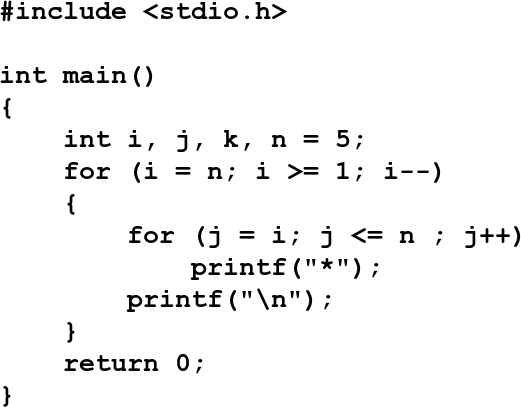 #include <stdio.h>

int main()
{
    int i, j, k, n = 5;
    for (i = n; i >= 1; i--)
    {
        for (j = i; j <= n ; j++)
            printf("*");
        printf("\n");
    }
    return 0;
}